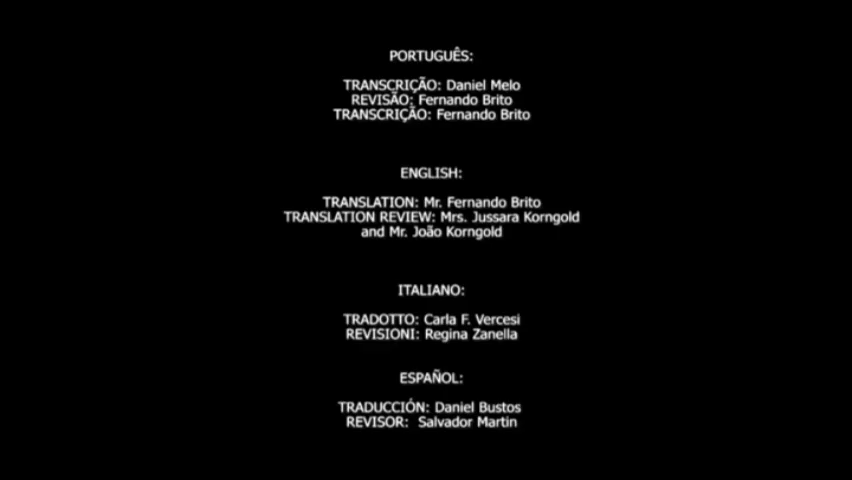 PORTUGUÊS:
TRANSCRIÇÃO: Daniel Melo
REVISÃO: Fernando Brito
TRANSCRIÇÃO: Fernando Brito
ENGLISH:
TRANSLATION: Mr. Fernando Brito
TRANSLATION REVIEW: Mrs. Jussara Korngold
and Mr. João Korngold
ITALIANO:
TRADOTTO: Carla F. Vercesi
REVISIONI: Regina Zanella
ESPAÑOL:
TRADUCCIÓN: Daniel Bustos
REVISOR:  Salvador Martin